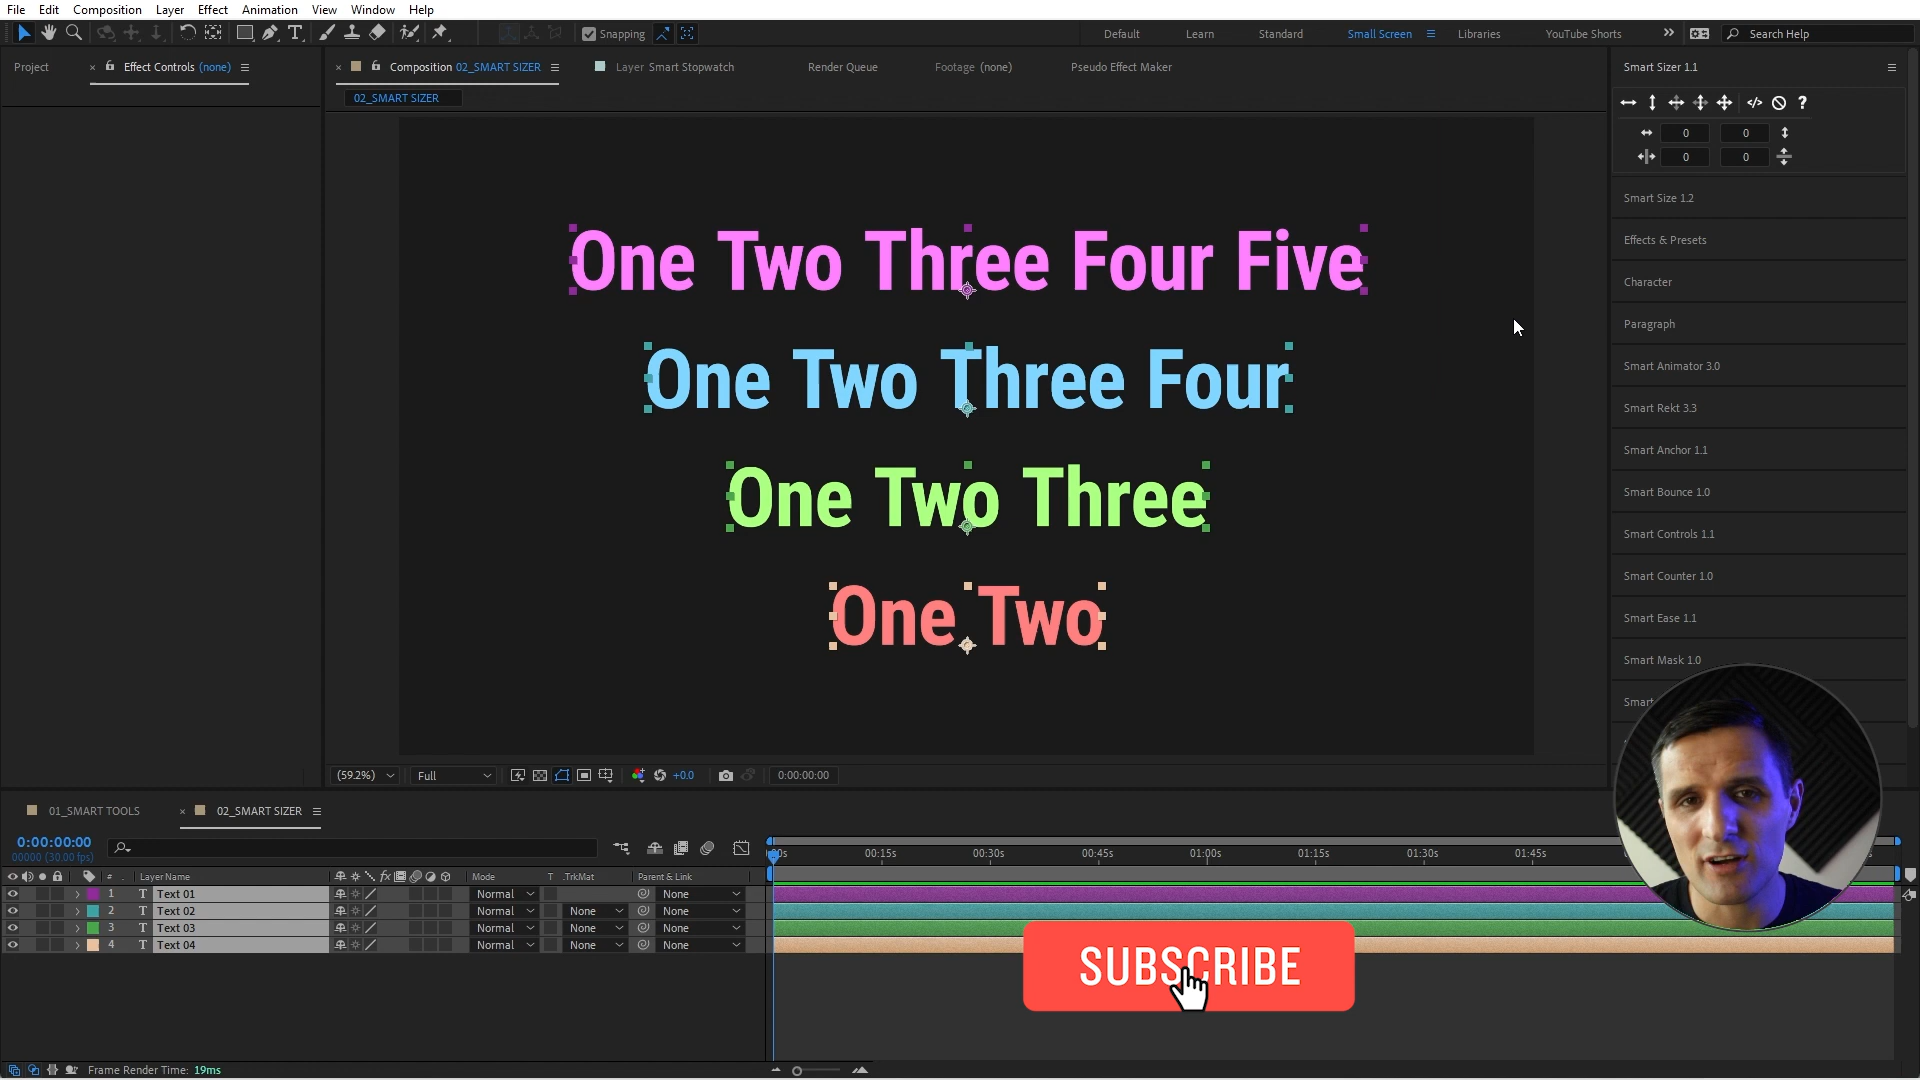 File Edit Composition Layer Effect Animation View Window Help
Snapping
Default Learn Standard Small Screen Libraries YouTube Shorts Search Help
Project Effect Controls (none)
Composition 02_SMART SIZER Layer Smart Stopwatch Render Queue Footage (none) Pseudo Effect Maker
02_SMART SIZER
Smart Sizer 1.1
0 0
0 0
Smart Size 1.2
Effects & Presets
Character
Paragraph
Smart Animator 3.0
Smart Rekt 3.3
Smart Anchor 1.1
Smart Bounce 1.0
Smart Controls 1.1
Smart Counter 1.0
Smart Ease 1.1
Smart Mask 1.0
One Two Three Four Five
One Two Three Four
One Two Three
One Two
(59.2%) Full +0.0 0:00:00:00
01_SMART TOOLS 02_SMART SIZER
0:00:00:00
00000 (30.00 fps)
00:15s 00:30s 00:45s 01:00s 01:15s 01:30s 01:45s
# Layer Name Mode T .TrkMat Parent & Link
1 T Text 01 Normal None
2 T Text 02 Normal None None
3 T Text 03 Normal None None
4 T Text 04 Normal None None
SUBSCRIBE
Frame Render Time: 19ms